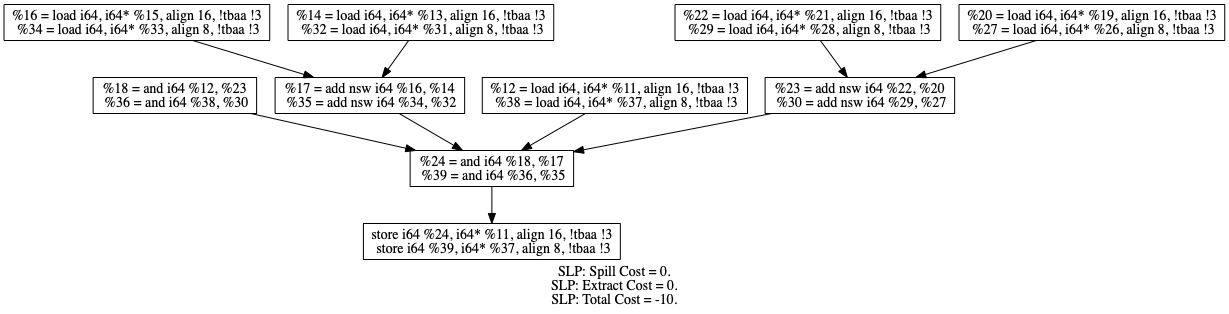 %16 = load i64, i64* %15, align 16, !tbaa !3
%34 = load i64, i64* %33, align 8, !tbaa !3
%14 = load i64, i64* %13, align 16, !tbaa !3
%32 = load i64, i64* %31, align 8, !tbaa !3
%22 = load i64, i64* %21, align 16, !tbaa !3
%29 = load i64, i64* %28, align 8, !tbaa !3
%20 = load i64, i64* %19, align 16, !tbaa !3
%27 = load i64, i64* %26, align 8, !tbaa !3
%18 = and i64 %12, %23
%36 = and i64 %38, %30
%17 = add nsw i64 %16, %14
%35 = add nsw i64 %34, %32
%12 = load i64, i64* %11, align 16, !tbaa !3
%38 = load i64, i64* %37, align 8, !tbaa !3
%23 = add nsw i64 %22, %20
%30 = add nsw i64 %29, %27
%24 = and i64 %18, %17
%39 = and i64 %36, %35
store i64 %24, i64* %11, align 16, !tbaa !3
store i64 %39, i64* %37, align 8, !tbaa !3
SLP: Spill Cost = 0.
SLP: Extract Cost = 0.
SLP: Total Cost = -10.